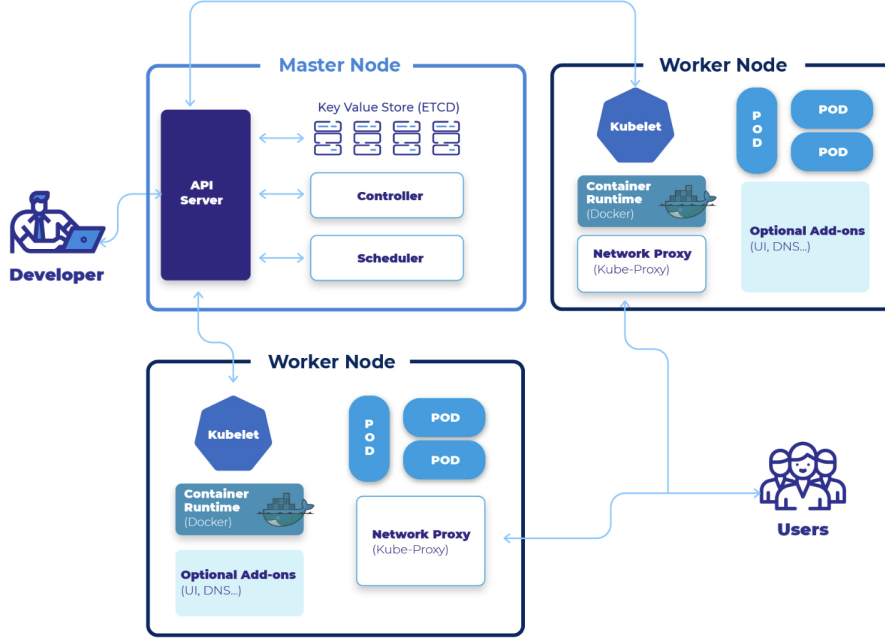 Master Node
Key Value Store (ETCD)
API
Server
Controller
Scheduler
Developer
Worker Node
Kubelet
POD
POD
POD
Container
Runtime
(Docker)
Network Proxy
(Kube-Proxy)
Optional Add-ons
(UI, DNS...)
Worker Node
Kubelet
POD
POD
POD
Container
Runtime
(Docker)
Network Proxy
(Kube-Proxy)
Optional Add-ons
(UI, DNS...)
Users